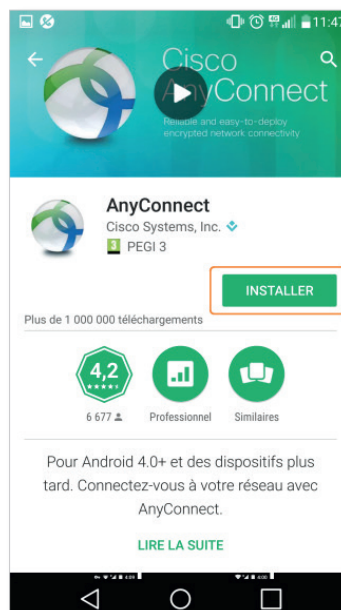 11:47
Cisco
AnyConnect
Reliable and easy-to-deploy
encrypted network connectivity
AnyConnect
Cisco Systems, Inc.
3 PEGI 3
INSTALLER
Plus de 1 000 000 téléchargements
4,2
6 677
Professionnel
Similaires
Pour Android 4.0+ et des dispositifs plus
tard. Connectez-vous à votre réseau avec
AnyConnect.
LIRE LA SUITE